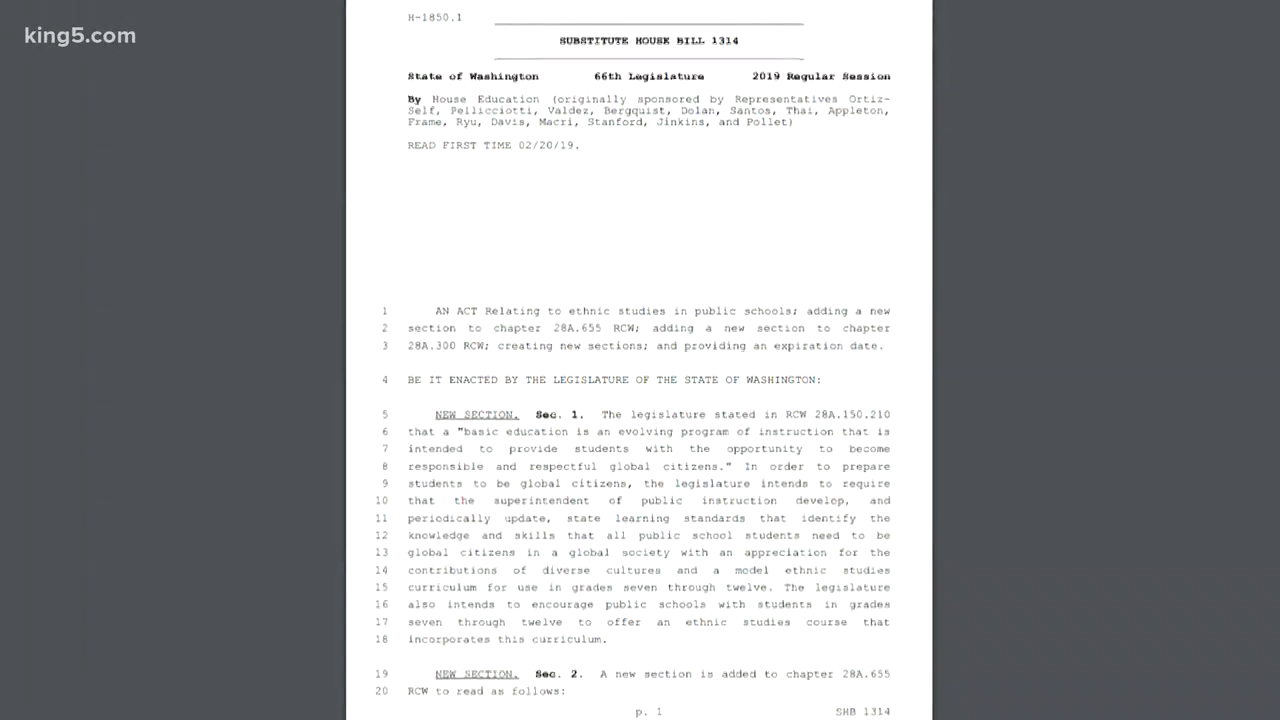 king5.com
H-1850.1
SUBSTITUTE HOUSE BILL 1314
State of Washington 66th Legislature 2019 Regular Session
By House Education (originally sponsored by Representatives Ortiz-
Self, Pellicciotti, Valdez, Bergquist, Dolan, Santos, Thai, Appleton,
Frame, Ryu, Davis, Macri, Stanford, Jinkins, and Pollet)
READ FIRST TIME 02/20/19.
1 AN ACT Relating to ethnic studies in public schools; adding a new
2 section to chapter 28A.655 RCW; adding a new section to chapter
3 28A.300 RCW; creating new sections; and providing an expiration date.
4 BE IT ENACTED BY THE LEGISLATURE OF THE STATE OF WASHINGTON:
5 NEW SECTION. Sec. 1. The legislature stated in RCW 28A.150.210
6 that a "basic education is an evolving program of instruction that is
7 intended to provide students with the opportunity to become
8 responsible and respectful global citizens." In order to prepare
9 students to be global citizens, the legislature intends to require
10 that the superintendent of public instruction develop, and
11 periodically update, state learning standards that identify the
12 knowledge and skills that all public school students need to be
13 global citizens in a global society with an appreciation for the
14 contributions of diverse cultures and a model ethnic studies
15 curriculum for use in grades seven through twelve. The legislature
16 also intends to encourage public schools with students in grades
17 seven through twelve to offer an ethnic studies course that
18 incorporates this curriculum.
19 NEW SECTION. Sec. 2. A new section is added to chapter 28A.655
20 RCW to read as follows:
p. 1 SHB 1314